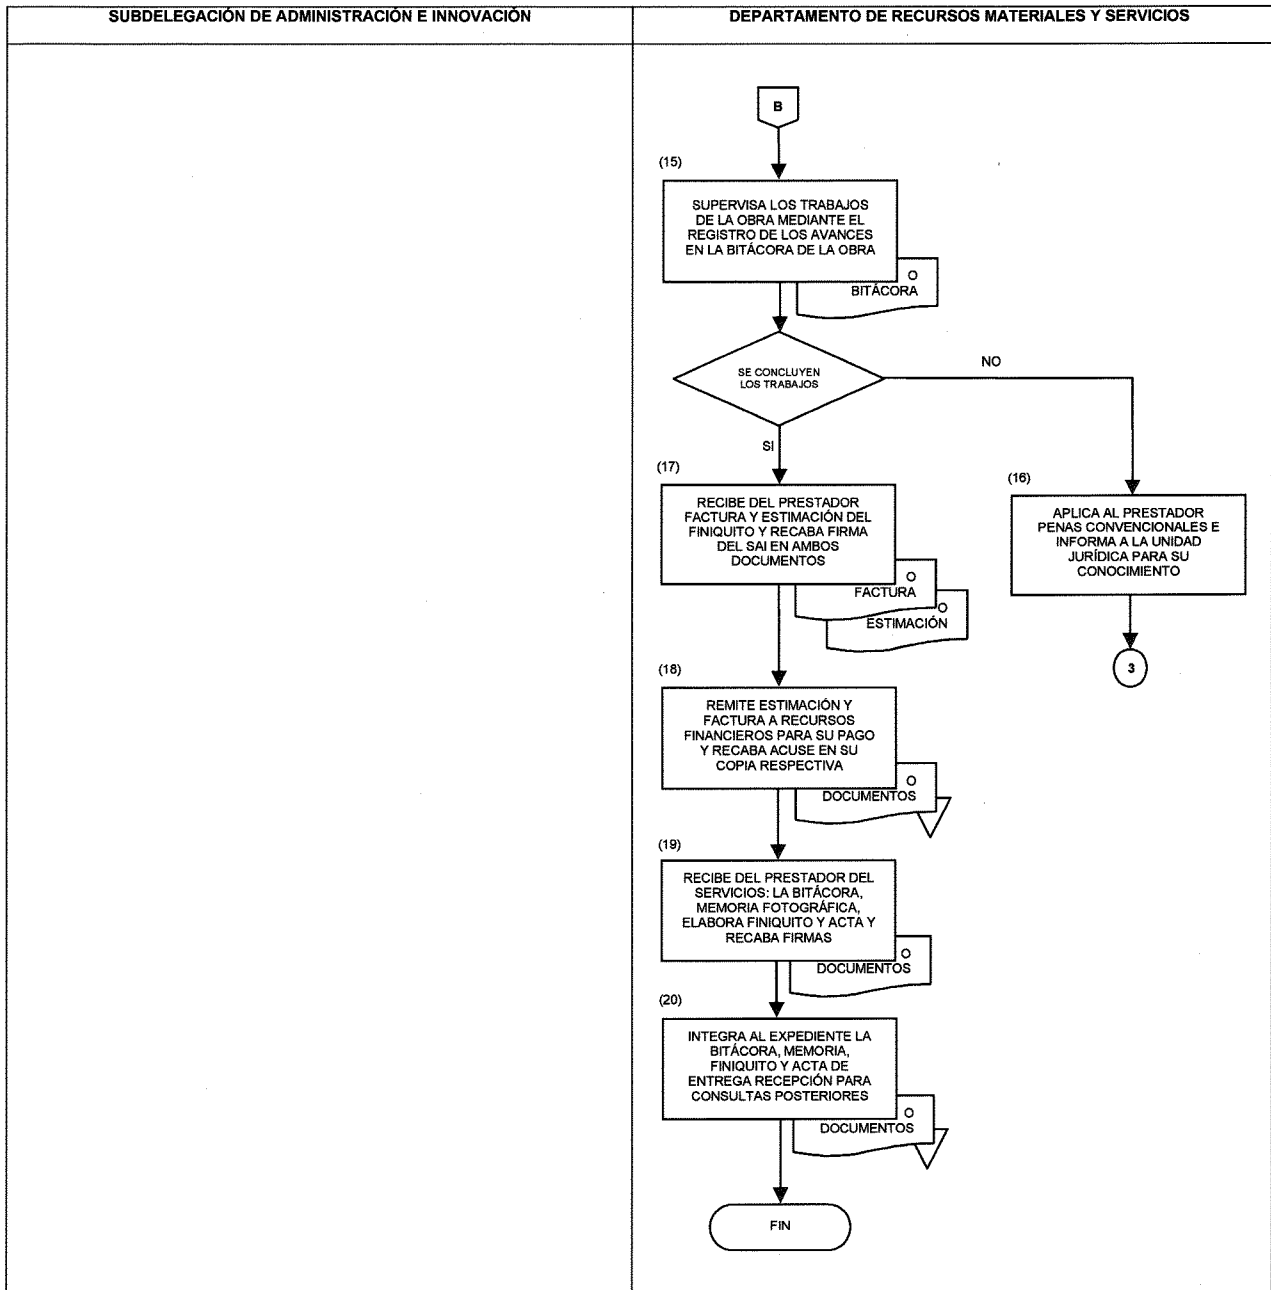 SUBDELEGACIÓN DE ADMINISTRACIÓN E INNOVACIÓN
DEPARTAMENTO DE RECURSOS MATERIALES Y SERVICIOS
B
(15)
SUPERVISA LOS TRABAJOS
DE LA OBRA MEDIANTE EL
REGISTRO DE LOS AVANCES
EN LA BITÁCORA DE LA OBRA
O
BITÁCORA
SE CONCLUYEN
LOS TRABAJOS
NO
SI
(17)
RECIBE DEL PRESTADOR
FACTURA Y ESTIMACIÓN DEL
FINIQUITO Y RECABA FIRMA
DEL SAI EN AMBOS
DOCUMENTOS
O
FACTURA
O
ESTIMACIÓN
(16)
APLICA AL PRESTADOR
PENAS CONVENCIONALES E
INFORMA A LA UNIDAD
JURÍDICA PARA SU
CONOCIMIENTO
3
(18)
REMITE ESTIMACIÓN Y
FACTURA A RECURSOS
FINANCIEROS PARA SU PAGO
Y RECABA ACUSE EN SU
COPIA RESPECTIVA
O
DOCUMENTOS
(19)
RECIBE DEL PRESTADOR DEL
SERVICIOS: LA BITÁCORA,
MEMORIA FOTOGRÁFICA,
ELABORA FINIQUITO Y ACTA Y
RECABA FIRMAS
O
DOCUMENTOS
(20)
INTEGRA AL EXPEDIENTE LA
BITÁCORA, MEMORIA,
FINIQUITO Y ACTA DE
ENTREGA RECEPCIÓN PARA
CONSULTAS POSTERIORES
O
DOCUMENTOS
FIN